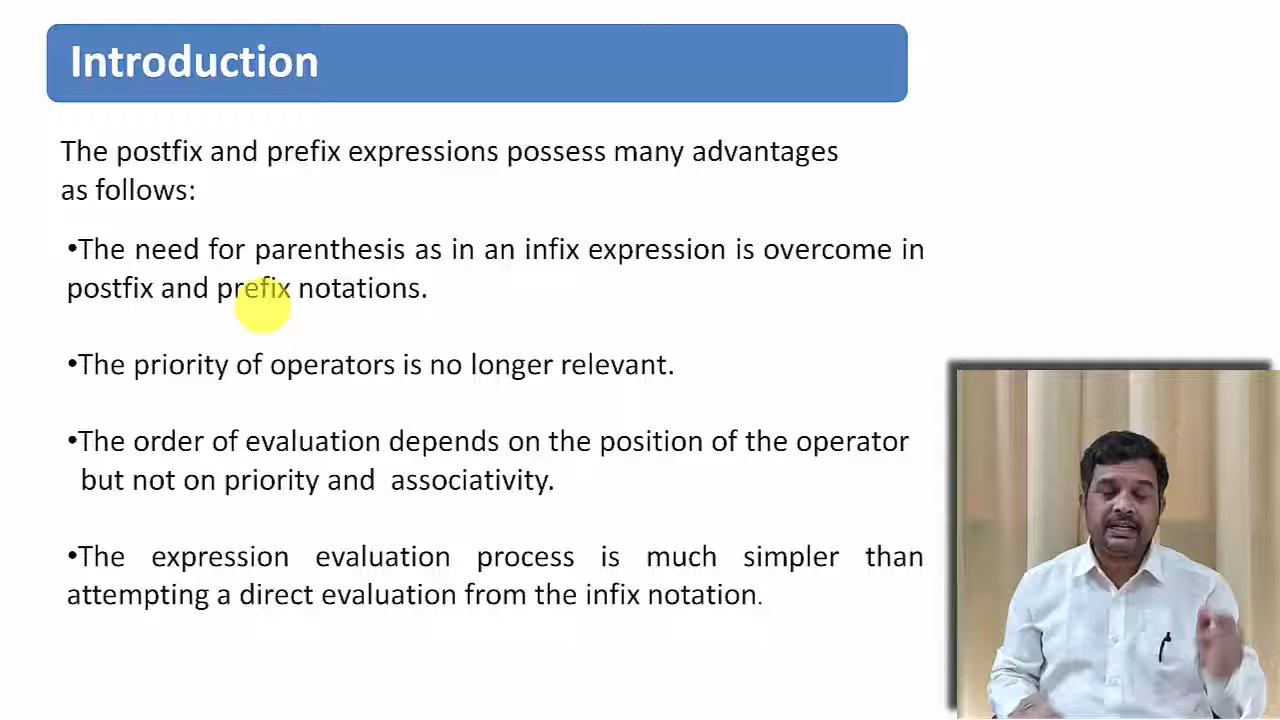 Introduction
The postfix and prefix expressions possess many advantages
as follows:
•The need for parenthesis as in an infix expression is overcome in
postfix and prefix notations.
•The priority of operators is no longer relevant.
•The order of evaluation depends on the position of the operator
but not on priority and associativity.
•The expression evaluation process is much simpler than
attempting a direct evaluation from the infix notation.